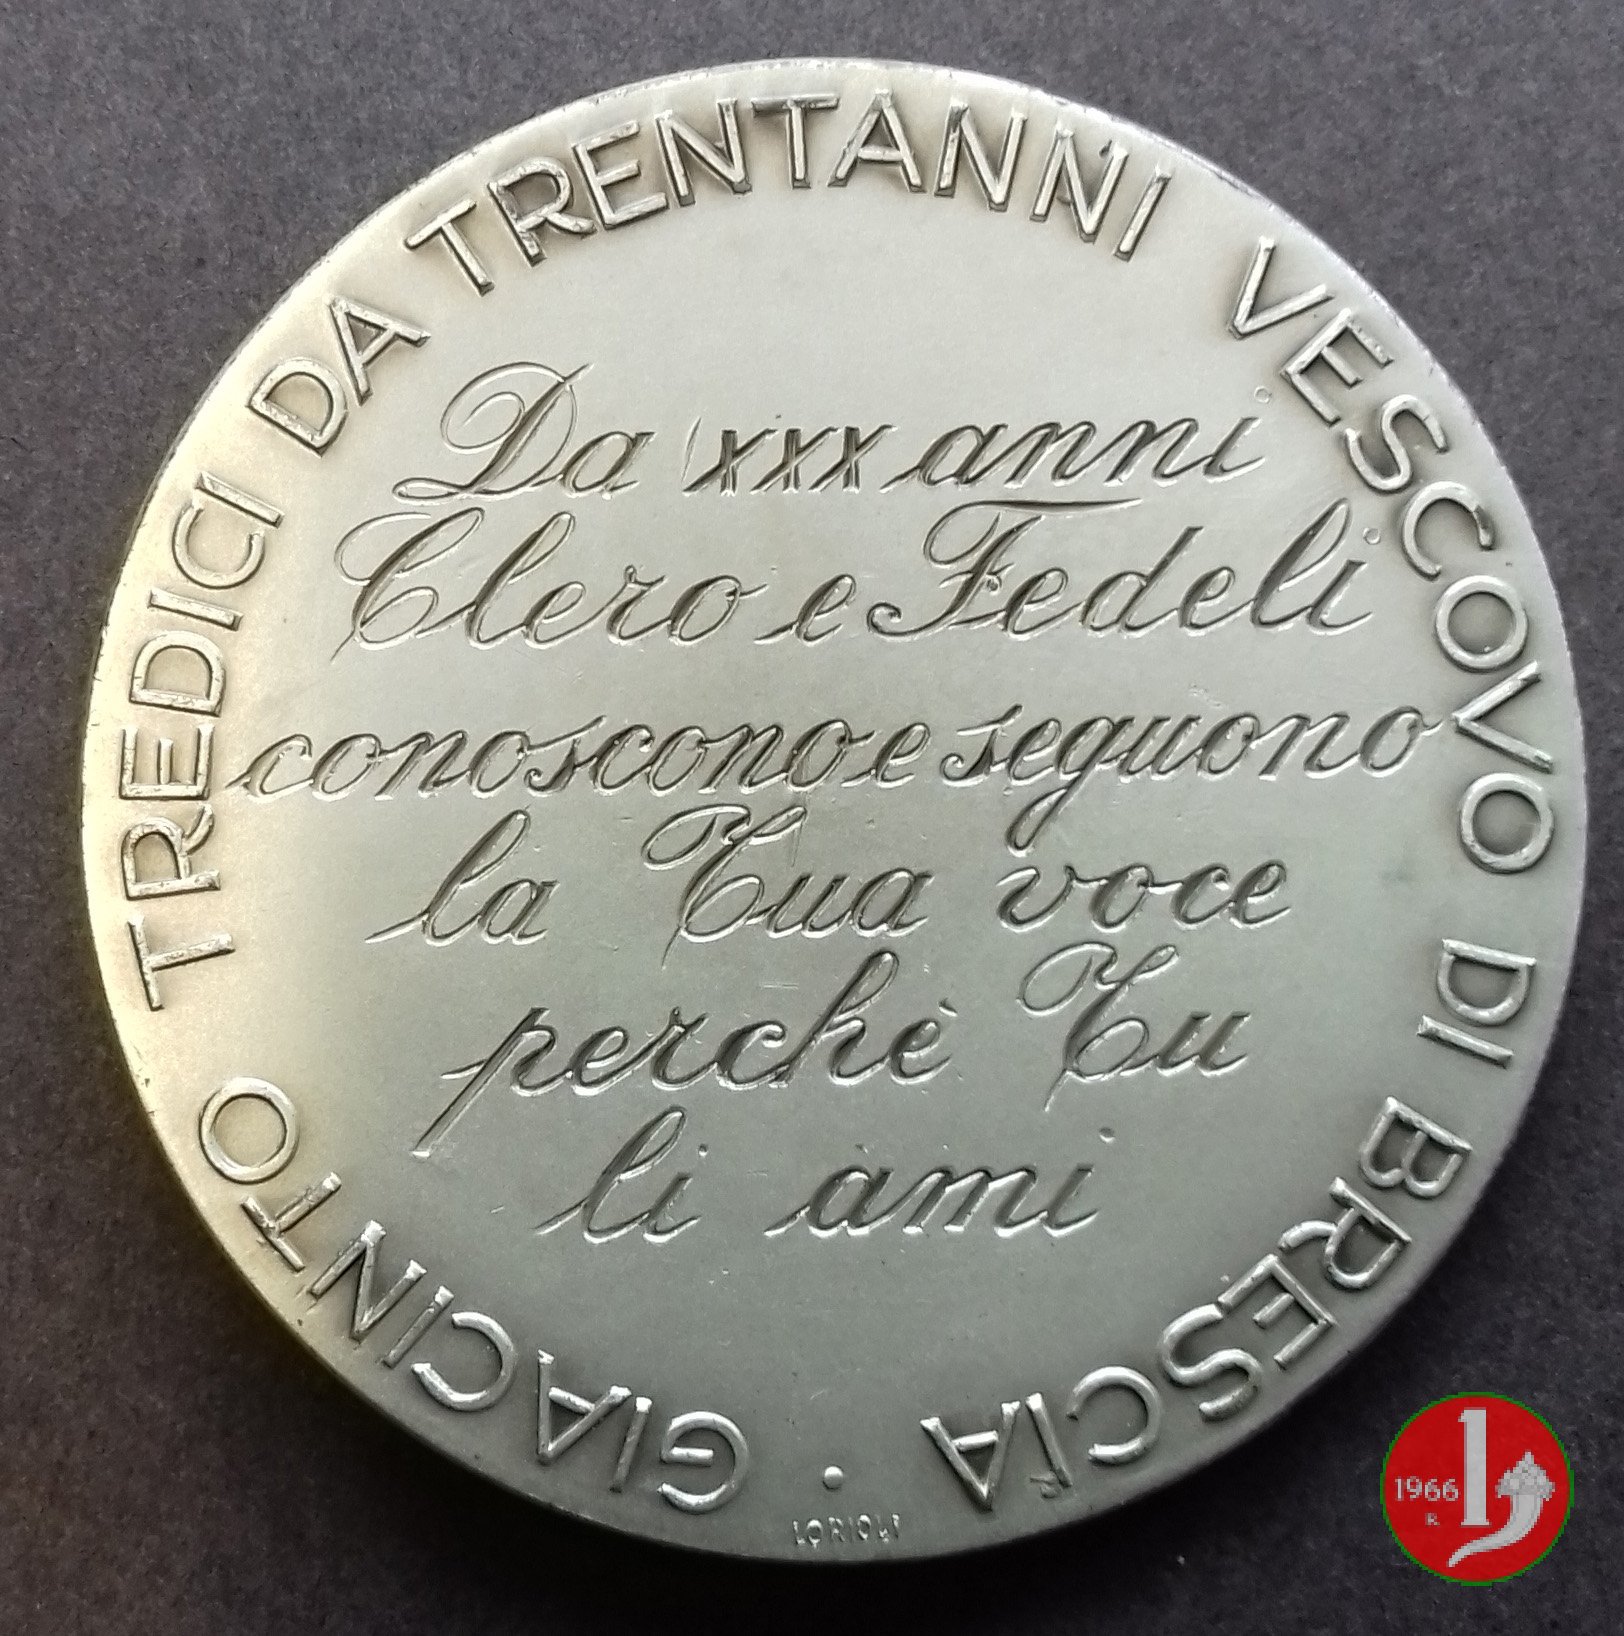 GIACINTO TREDICI DA TRENTANNI VESCOVO DI BRESCIA ·
Da XXX anni
Clero e Fedeli
conoscono e seguono
la Tua voce
perchè Tu
li ami
LORIOLI
1966
R.